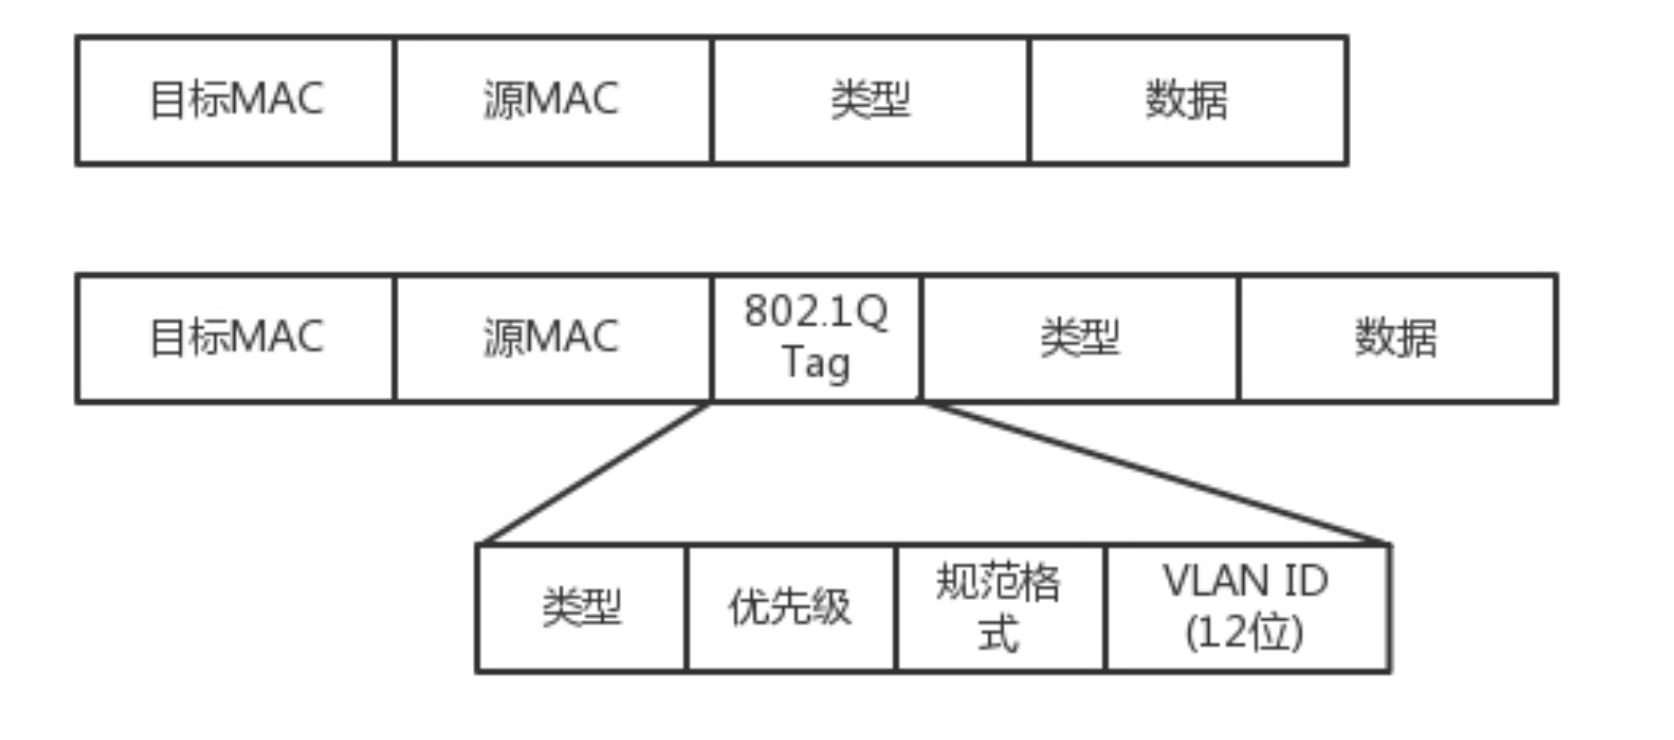 目标MAC 源MAC 类型 数据
目标MAC 源MAC 802.1Q Tag 类型 数据
类型 优先级 规范格式 VLAN ID (12位)